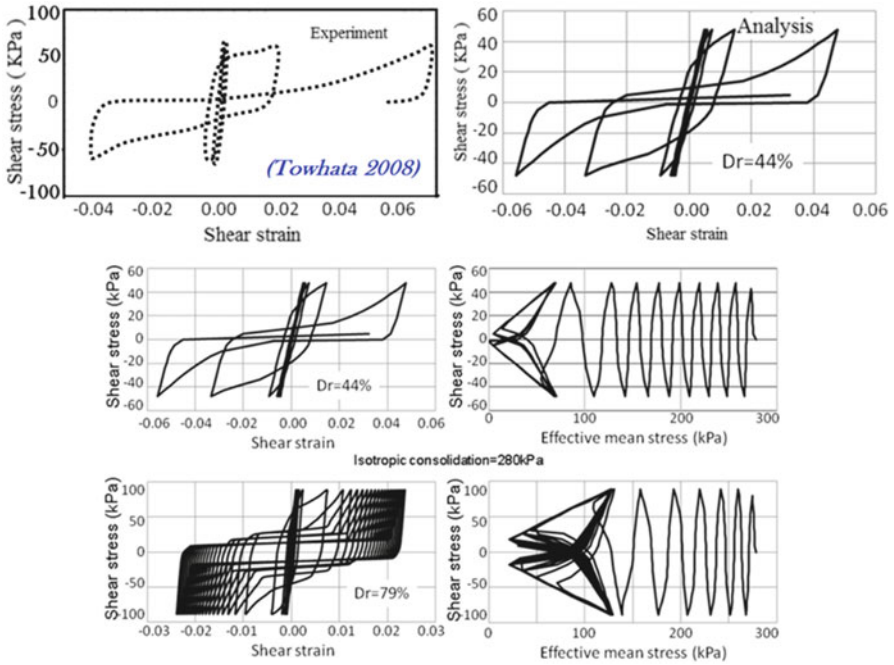 Shear stress ( KPa)
100
50
0
-50
-100
Experiment
(Towhata 2008)
-0.04 -0.02 0.00 0.02 0.04 0.06
Shear strain
Shear stress ( KPa)
60
40
20
0
-20
-40
-60
Analysis
Dr=44%
-0.06 -0.04 -0.02 0.00 0.02 0.04 0.06
Shear strain
Shear stress (kPa)
60
40
20
0
-20
-40
-60
Dr=44%
-0.06 -0.04 -0.02 0.00 0.02 0.04 0.06
Shear strain
Shear stress (kPa)
60
40
20
0
-20
-40
-60
0 100 200 300
Effective mean stress (kPa)
Isotropic consolidation=280kPa
Shear stress (kPa)
100
50
0
-50
-100
Dr=79%
-0.03 -0.02 -0.01 0.00 0.01 0.02 0.03
Shear strain
Shear stress (kPa)
100
50
0
-50
-100
0 100 200 300
Effective mean stress (kPa)